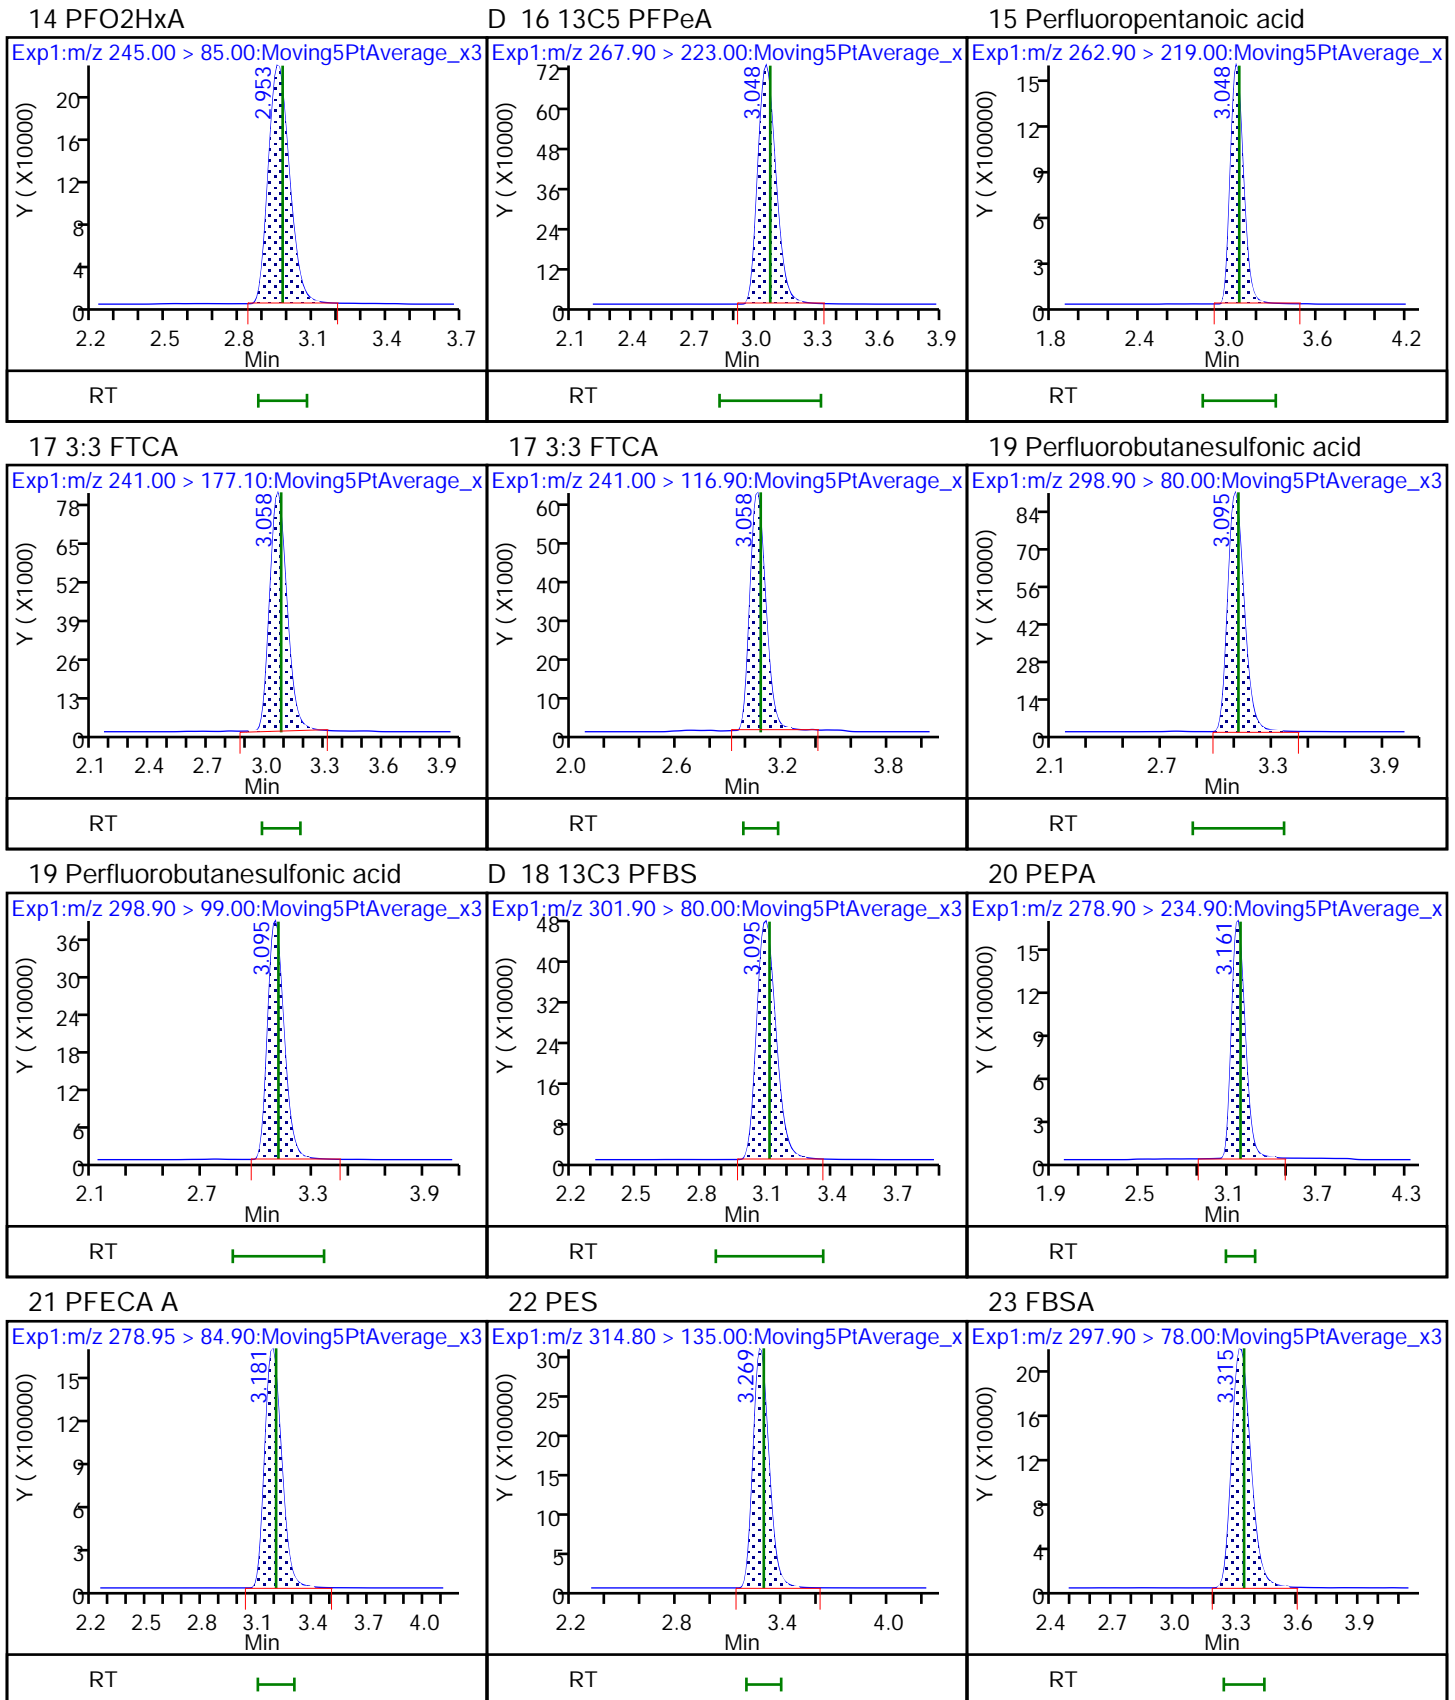 14 PFO2HxA
Exp1:m/z 245.00 > 85.00:Moving5PtAverage_x3
2.953
Y ( X10000)
20
16
12
8
4
0
2.2 2.5 2.8 3.1 3.4 3.7
Min
RT
D 16 13C5 PFPeA
Exp1:m/z 267.90 > 223.00:Moving5PtAverage_x
3.048
Y ( X10000)
72
60
48
36
24
12
0
2.1 2.4 2.7 3.0 3.3 3.6 3.9
Min
RT
15 Perfluoropentanoic acid
Exp1:m/z 262.90 > 219.00:Moving5PtAverage_x
3.048
Y ( X100000)
15
12
9
6
3
0
1.8 2.4 3.0 3.6 4.2
Min
RT
17 3:3 FTCA
Exp1:m/z 241.00 > 177.10:Moving5PtAverage_x
3.058
Y ( X1000)
78
65
52
39
26
13
0
2.1 2.4 2.7 3.0 3.3 3.6 3.9
Min
RT
17 3:3 FTCA
Exp1:m/z 241.00 > 116.90:Moving5PtAverage_x
3.058
Y ( X1000)
60
50
40
30
20
10
0
2.0 2.6 3.2 3.8
Min
RT
19 Perfluorobutanesulfonic acid
Exp1:m/z 298.90 > 80.00:Moving5PtAverage_x3
3.095
Y ( X10000)
84
70
56
42
28
14
0
2.1 2.7 3.3 3.9
Min
RT
19 Perfluorobutanesulfonic acid
Exp1:m/z 298.90 > 99.00:Moving5PtAverage_x3
3.095
Y ( X10000)
36
30
24
18
12
6
0
2.1 2.7 3.3 3.9
Min
RT
D 18 13C3 PFBS
Exp1:m/z 301.90 > 80.00:Moving5PtAverage_x3
3.095
Y ( X10000)
48
40
32
24
16
8
0
2.2 2.5 2.8 3.1 3.4 3.7
Min
RT
20 PEPA
Exp1:m/z 278.90 > 234.90:Moving5PtAverage_x
3.161
Y ( X100000)
15
12
9
6
3
0
1.9 2.5 3.1 3.7 4.3
Min
RT
21 PFECA A
Exp1:m/z 278.95 > 84.90:Moving5PtAverage_x3
3.181
Y ( X100000)
15
12
9
6
3
0
2.2 2.5 2.8 3.1 3.4 3.7 4.0
Min
RT
22 PES
Exp1:m/z 314.80 > 135.00:Moving5PtAverage_x
3.269
Y ( X100000)
30
25
20
15
10
5
0
2.2 2.8 3.4 4.0
Min
RT
23 FBSA
Exp1:m/z 297.90 > 78.00:Moving5PtAverage_x3
3.315
Y ( X100000)
20
16
12
8
4
0
2.4 2.7 3.0 3.3 3.6 3.9
Min
RT